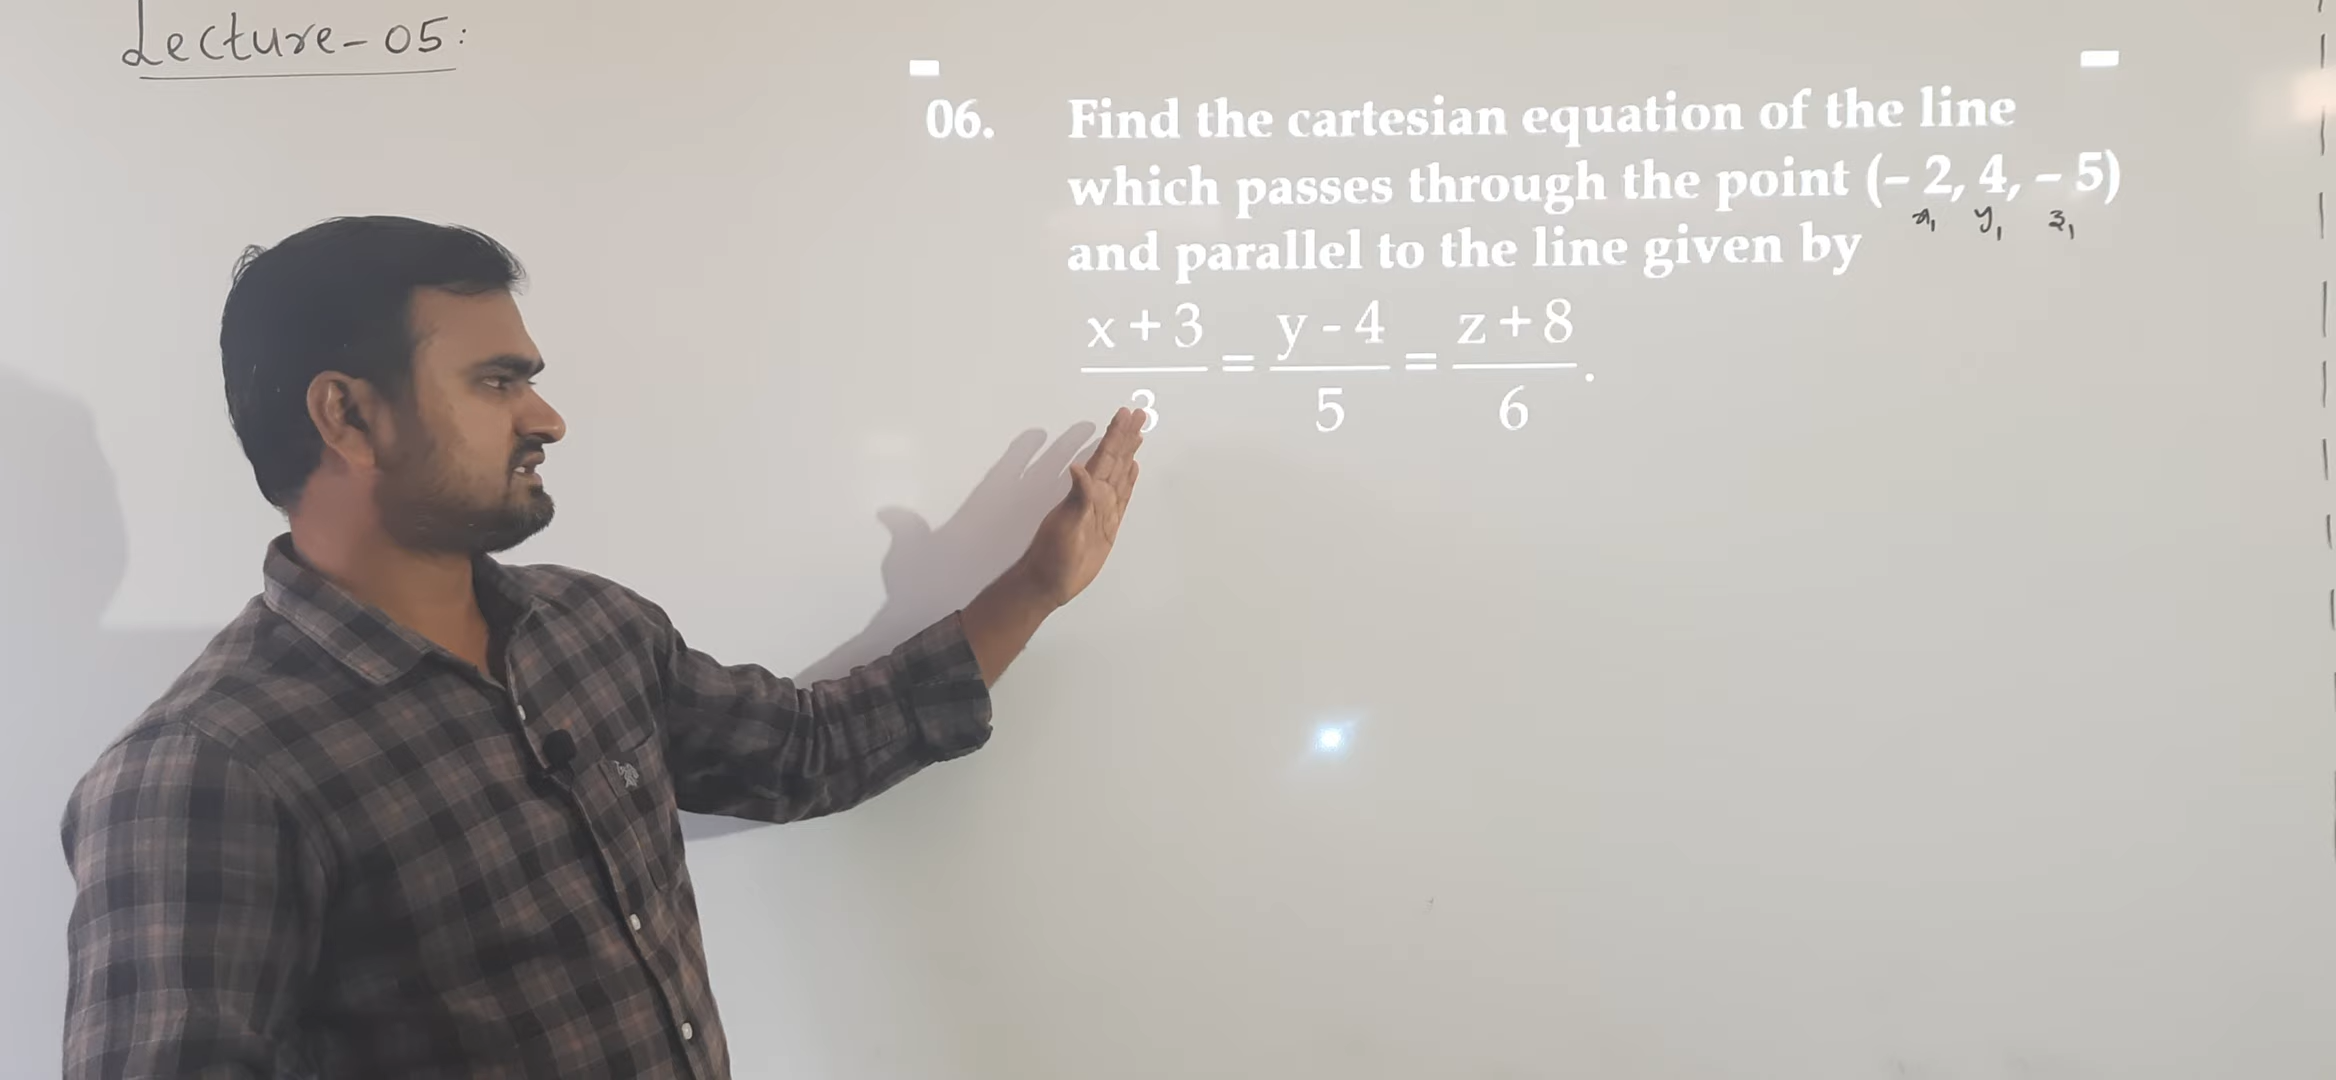 Lecture-05:
06. Find the cartesian equation of the line
which passes through the point (– 2, 4, – 5)
x₁ y₁ z₁
and parallel to the line given by
x + 3 / 3 = y - 4 / 5 = z + 8 / 6 .